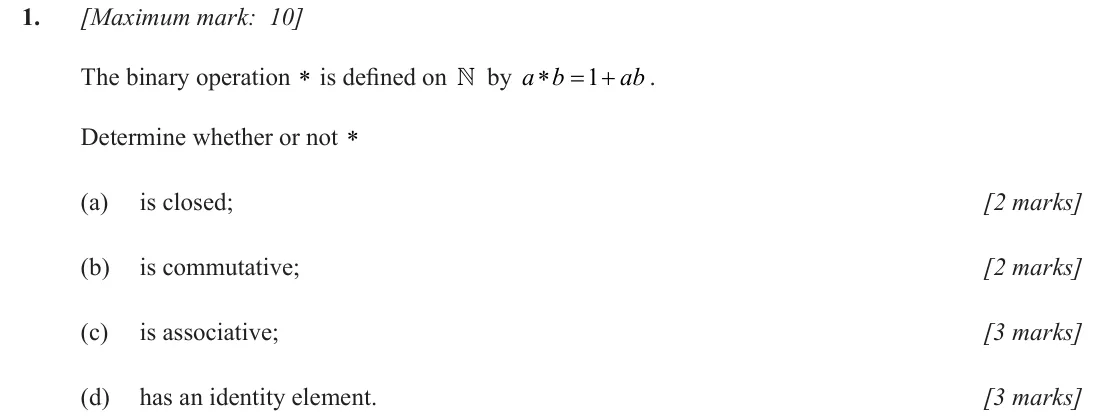 1. [Maximum mark: 10]
The binary operation * is defined on ℕ by a*b=1+ab.
Determine whether or not *
(a) is closed; [2 marks]
(b) is commutative; [2 marks]
(c) is associative; [3 marks]
(d) has an identity element. [3 marks]